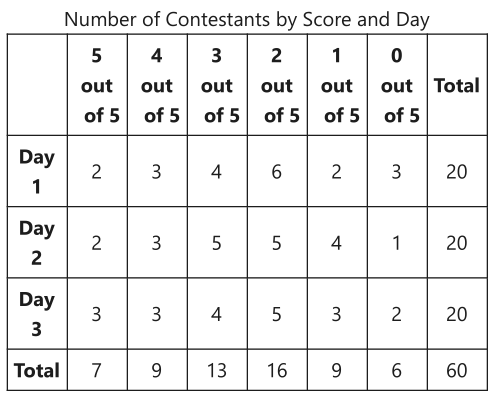 Number of Contestants by Score and Day
5 out of 5 4 out of 5 3 out of 5 2 out of 5 1 out of 5 0 out of 5 Total
Day 1 2 3 4 6 2 3 20
Day 2 2 3 5 5 4 1 20
Day 3 3 3 4 5 3 2 20
Total 7 9 13 16 9 6 60